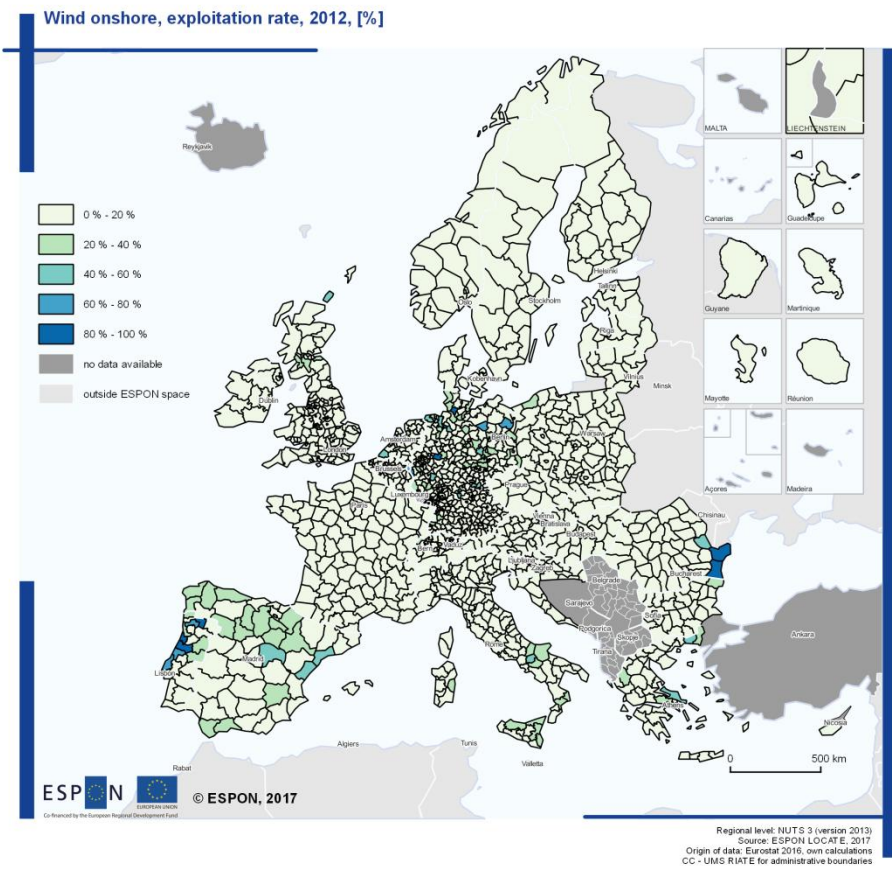 Wind onshore, exploitation rate, 2012, [%]
Reykjavik
MALTA
LIECHTENSTEIN
Canarias
Guadeloupe
Guyane
Martinique
Mayotte
Réunion
Açores
Madeira
0 % - 20 %
20 % - 40 %
40 % - 60 %
60 % - 80 %
80 % - 100 %
no data available
outside ESPON space
Helsinki
Tallinn
Oslo
Stockholm
Riga
Vilnius
Minsk
Kobenhavn
Dublin
Amsterdam
Berlin
Warsaw
London
Brussels
Luxembourg
Prague
Paris
Vienna
Bratislava
Budapest
Chisinau
Bern
Vaduz
Ljubljana
Zagreb
Belgrade
Bucharest
Sarajevo
Sofia
Podgorica
Skopje
Tirana
Rome
Madrid
Lisbon
Ankara
Athens
Nicosia
Algiers
Tunis
Rabat
Valletta
0 500 km
ESPON
EUROPEAN UNION
Co-financed by the European Regional Development Fund
© ESPON, 2017
Regional level: NUTS 3 (version 2013)
Source: ESPON LOCATE, 2017
Origin of data: Eurostat 2016, own calculations
CC - UMS RIATE for administrative boundaries